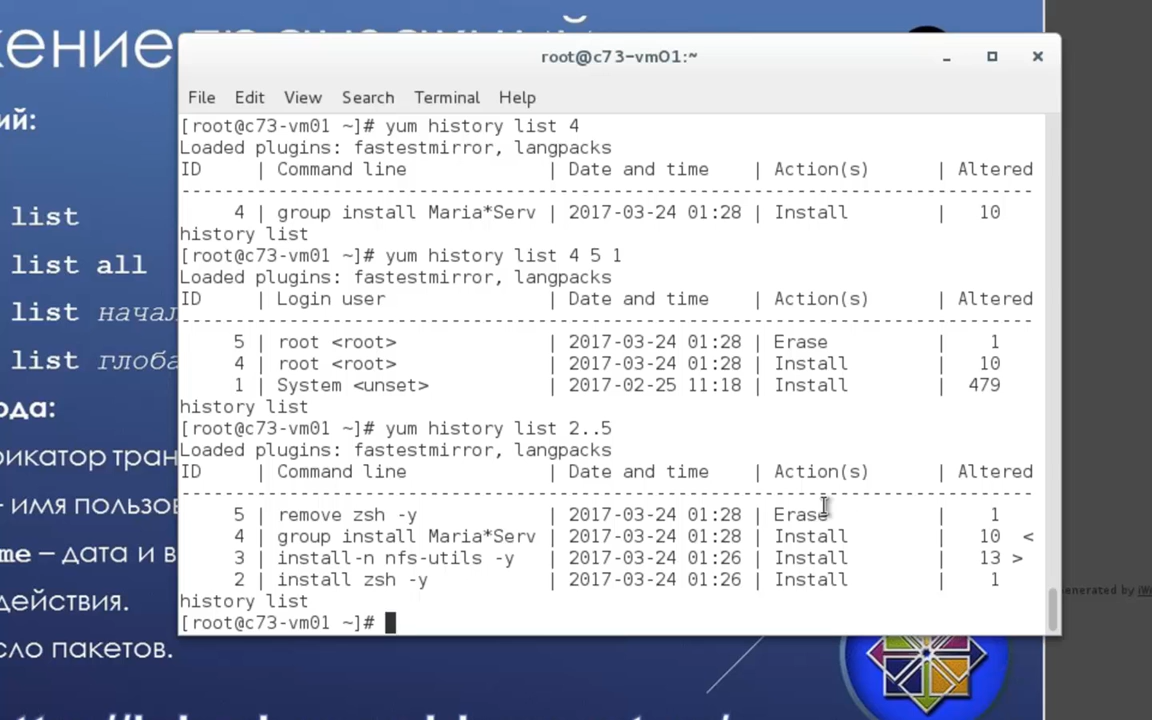 root@c73-vm01:~
File Edit View Search Terminal Help
[root@c73-vm01 ~]# yum history list 4
Loaded plugins: fastestmirror, langpacks
ID     | Command line             | Date and time    | Action(s)      | Altered
-------------------------------------------------------------------------------
     4 | group install Maria*Serv | 2017-03-24 01:28 | Install        |   10
history list
[root@c73-vm01 ~]# yum history list 4 5 1
Loaded plugins: fastestmirror, langpacks
ID     | Login user               | Date and time    | Action(s)      | Altered
-------------------------------------------------------------------------------
     5 | root <root>              | 2017-03-24 01:28 | Erase          |    1
     4 | root <root>              | 2017-03-24 01:28 | Install        |   10
     1 | System <unset>           | 2017-02-25 11:18 | Install        |  479
history list
[root@c73-vm01 ~]# yum history list 2..5
Loaded plugins: fastestmirror, langpacks
ID     | Command line             | Date and time    | Action(s)      | Altered
-------------------------------------------------------------------------------
     5 | remove zsh -y            | 2017-03-24 01:28 | Erase          |    1
     4 | group install Maria*Serv | 2017-03-24 01:28 | Install        |   10  <
     3 | install-n nfs-utils -y   | 2017-03-24 01:26 | Install        |   13 >
     2 | install zsh -y           | 2017-03-24 01:26 | Install        |    1
history list
[root@c73-vm01 ~]#
жение
ий:
list
list all
list начал
list глоба
ода:
рикатор тран
– имя пользов
me – дата и в
действия.
сло пакетов.
enerated by